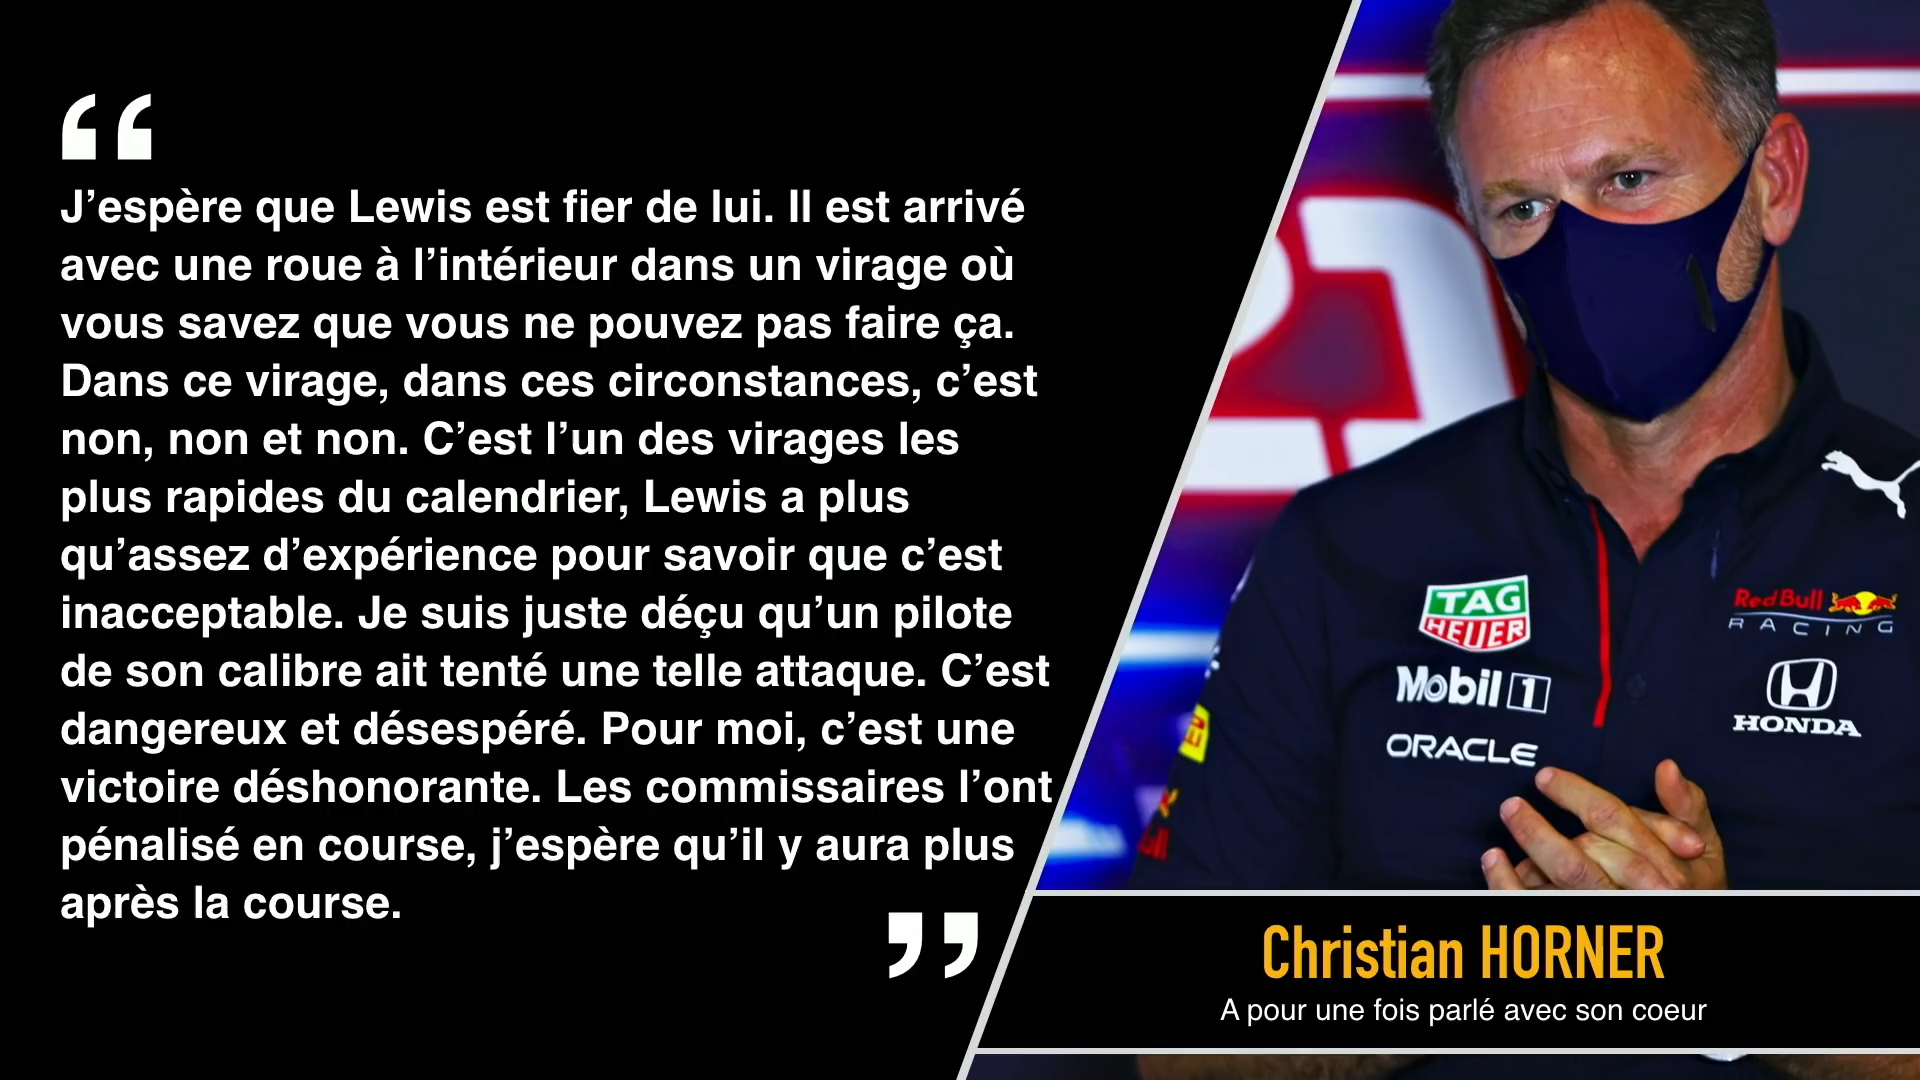 “
J’espère que Lewis est fier de lui. Il est arrivé
avec une roue à l’intérieur dans un virage où
vous savez que vous ne pouvez pas faire ça.
Dans ce virage, dans ces circonstances, c’est
non, non et non. C’est l’un des virages les
plus rapides du calendrier, Lewis a plus
qu’assez d’expérience pour savoir que c’est
inacceptable. Je suis juste déçu qu’un pilote
de son calibre ait tenté une telle attaque. C’est
dangereux et désespéré. Pour moi, c’est une
victoire déshonorante. Les commissaires l’ont
pénalisé en course, j’espère qu’il y aura plus
après la course.
”
TAG
HEUER
Mobil 1
ORACLE
Red Bull
RACING
HONDA
Christian HORNER
A pour une fois parlé avec son coeur